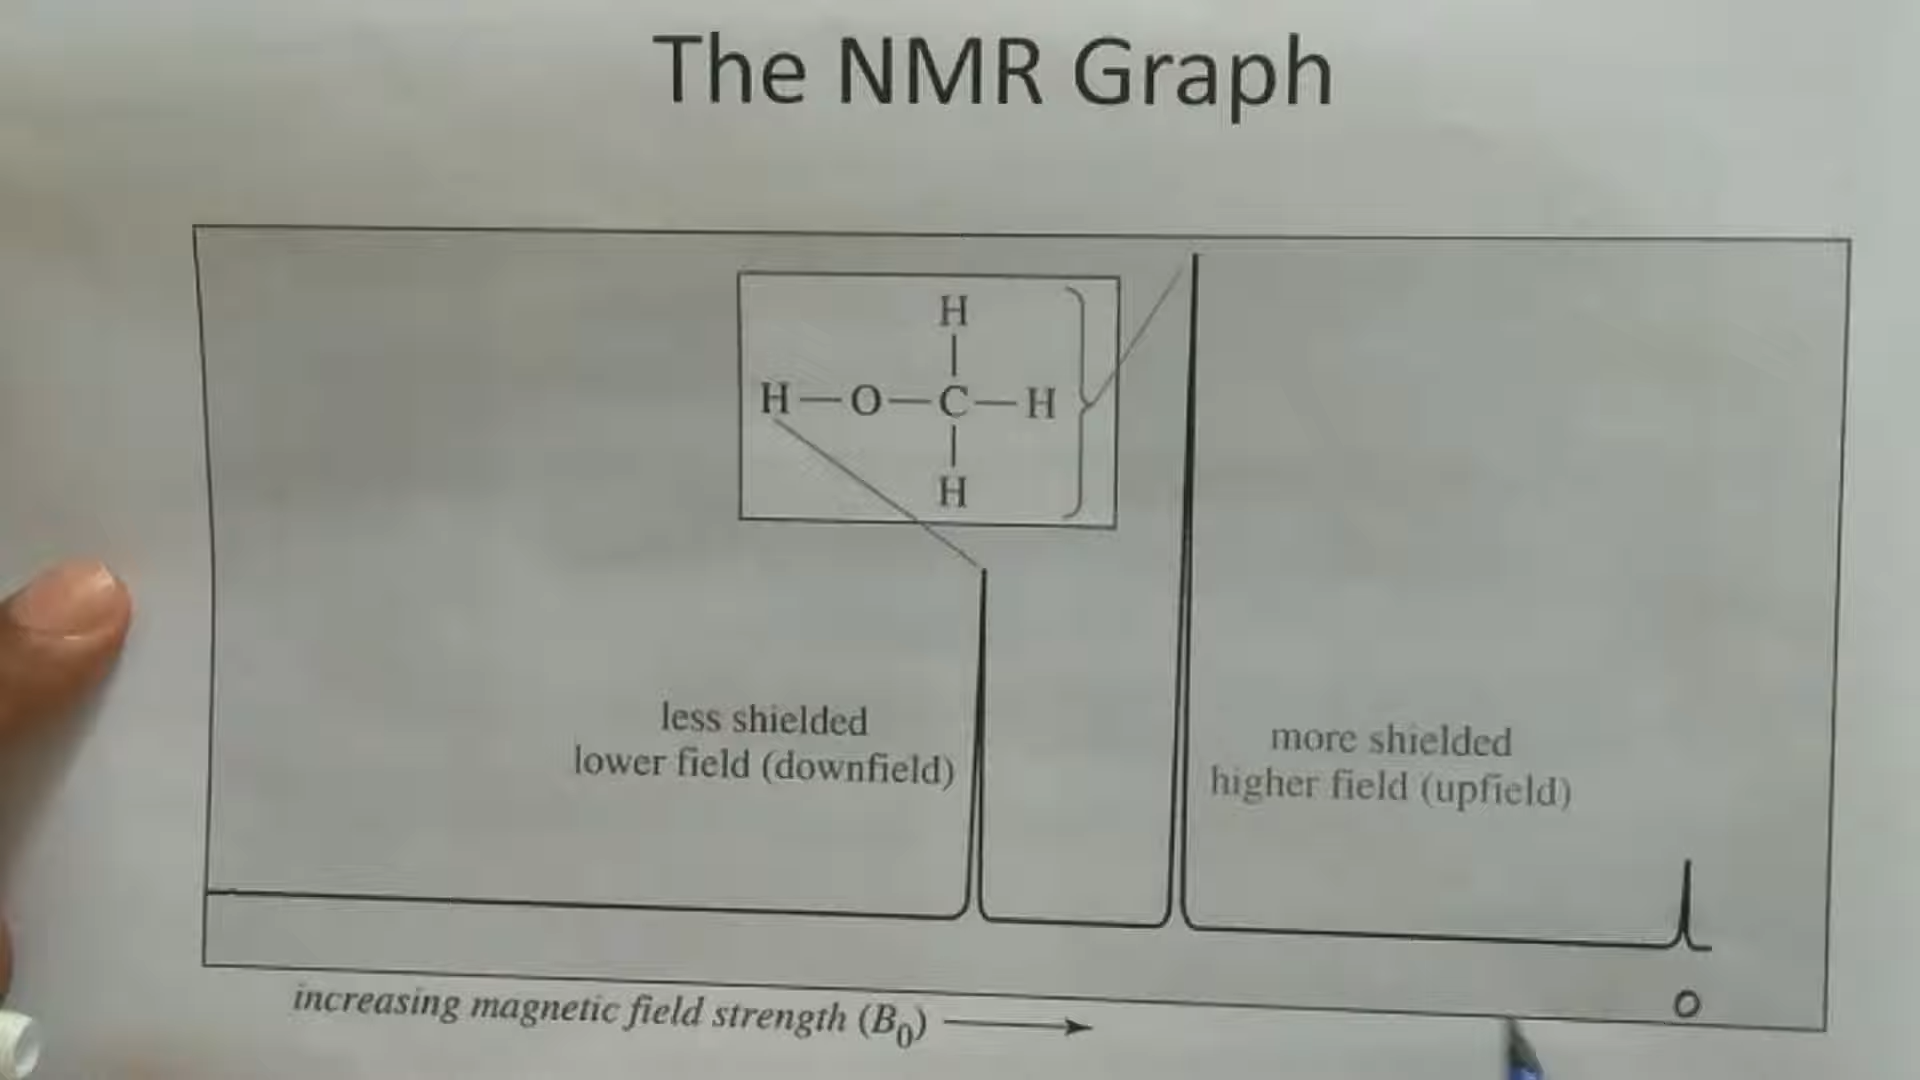 The NMR Graph
H
H—O—C—H
H
less shielded
lower field (downfield)
more shielded
higher field (upfield)
0
increasing magnetic field strength (B₀) →